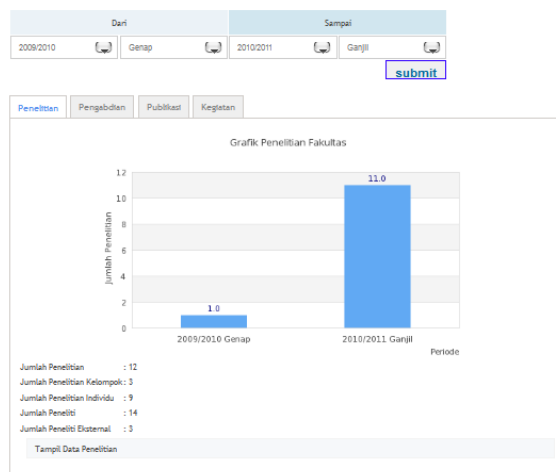 Dari Sampai
2009/2010 Genap 2010/2011 Ganjil
submit
Penelitian Pengabdian Publikasi Kegiatan
Grafik Penelitian Fakultas
Jumlah Penelitian
12
10
8
6
4
2
0
1.0
11.0
2009/2010 Genap 2010/2011 Ganjil
Periode
Jumlah Penelitian : 12
Jumlah Penelitian Kelompok : 3
Jumlah Penelitian Individu : 9
Jumlah Peneliti : 14
Jumlah Peneliti Eksternal : 3
Tampil Data Penelitian